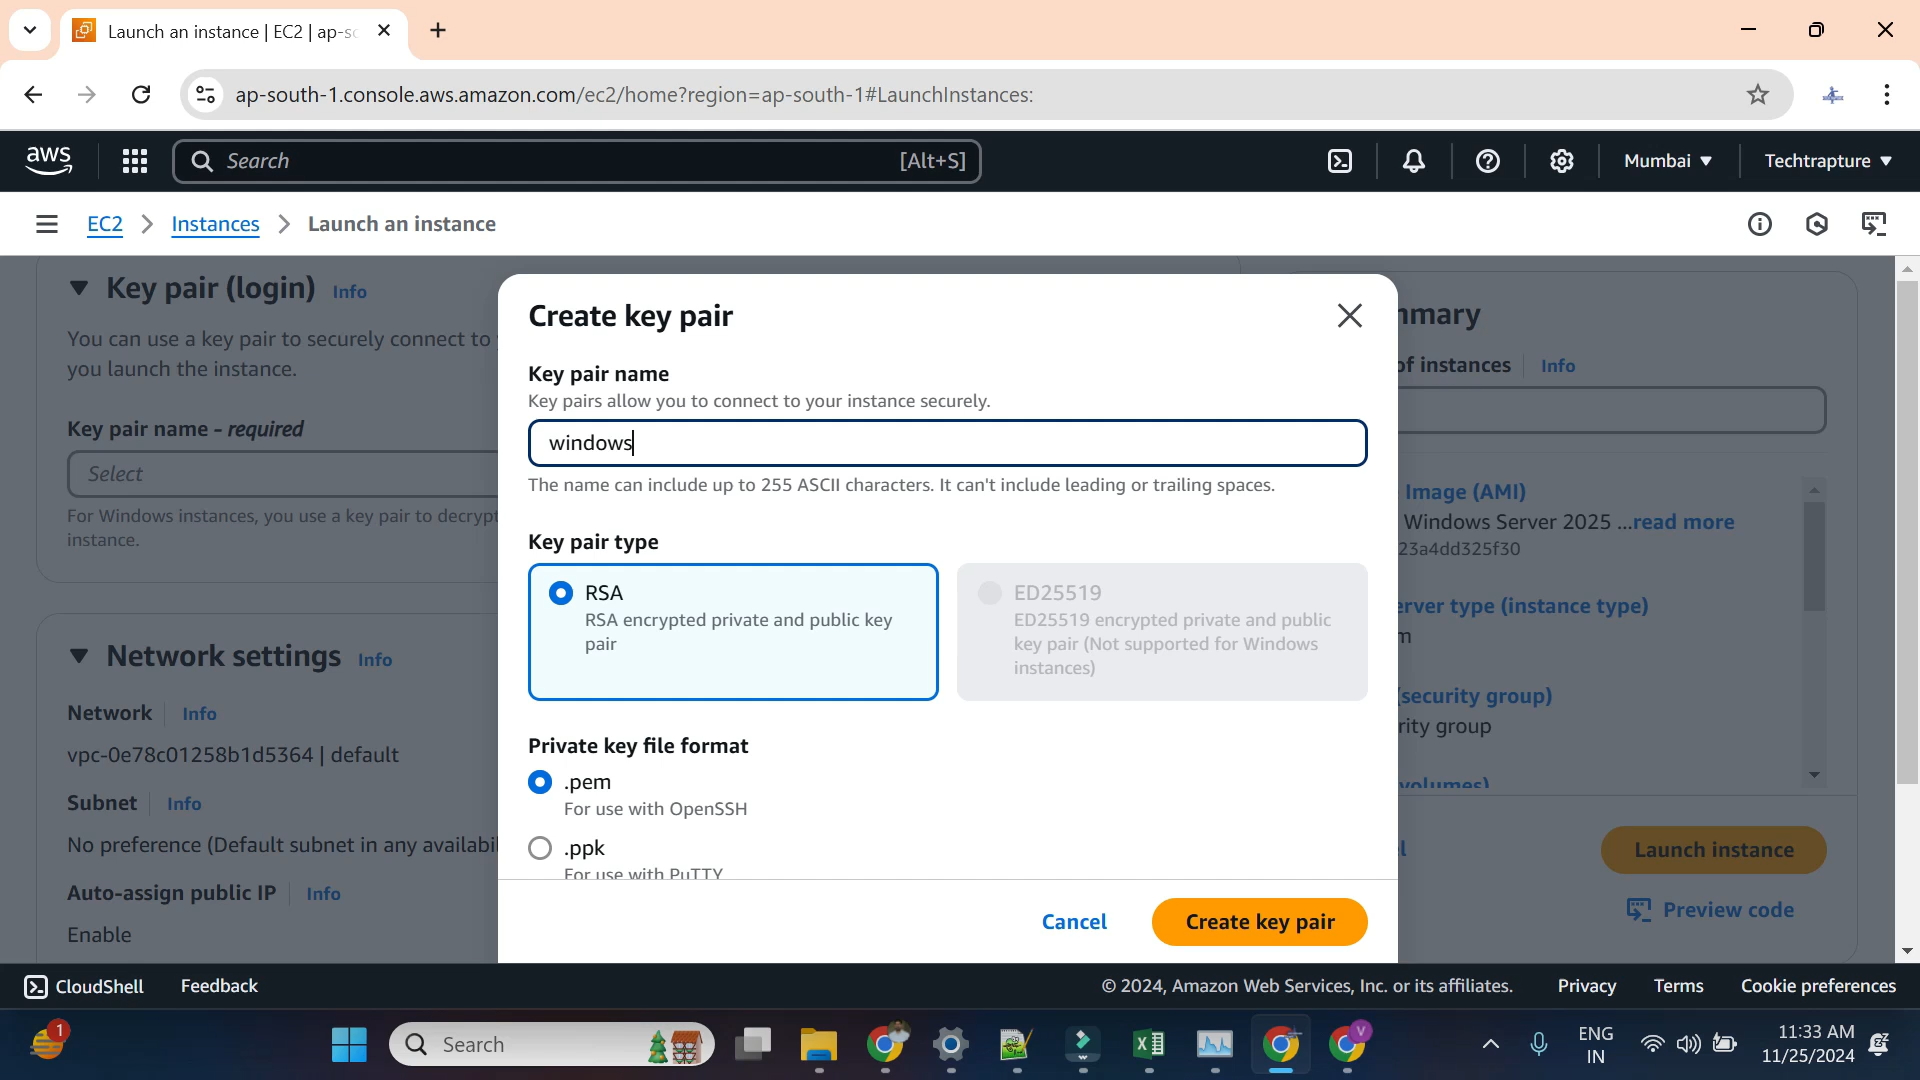 Launch an instance | EC2 | ap-so
ap-south-1.console.aws.amazon.com/ec2/home?region=ap-south-1#LaunchInstances:
aws
Search [Alt+S]
Mumbai
Techtrapture
EC2 > Instances > Launch an instance
Key pair (login) Info
You can use a key pair to securely connect to
you launch the instance.
Key pair name - required
Select
For Windows instances, you use a key pair to decrypt
instance.
Network settings Info
Network Info
vpc-0e78c01258b1d5364 | default
Subnet Info
No preference (Default subnet in any availabil
Auto-assign public IP Info
Enable
Create key pair
Key pair name
Key pairs allow you to connect to your instance securely.
windows
The name can include up to 255 ASCII characters. It can't include leading or trailing spaces.
Key pair type
RSA
RSA encrypted private and public key
pair
ED25519
ED25519 encrypted private and public
key pair (Not supported for Windows
instances)
Private key file format
.pem
For use with OpenSSH
.ppk
For use with PuTTY
Cancel
Create key pair
mmary
of instances Info
Image (AMI)
Windows Server 2025 ...read more
23a4dd325f30
erver type (instance type)
m
(security group)
rity group
volumes)
el
Launch instance
Preview code
CloudShell
Feedback
© 2024, Amazon Web Services, Inc. or its affiliates.
Privacy
Terms
Cookie preferences
1
Search
V
ENG
IN
11:33 AM
11/25/2024